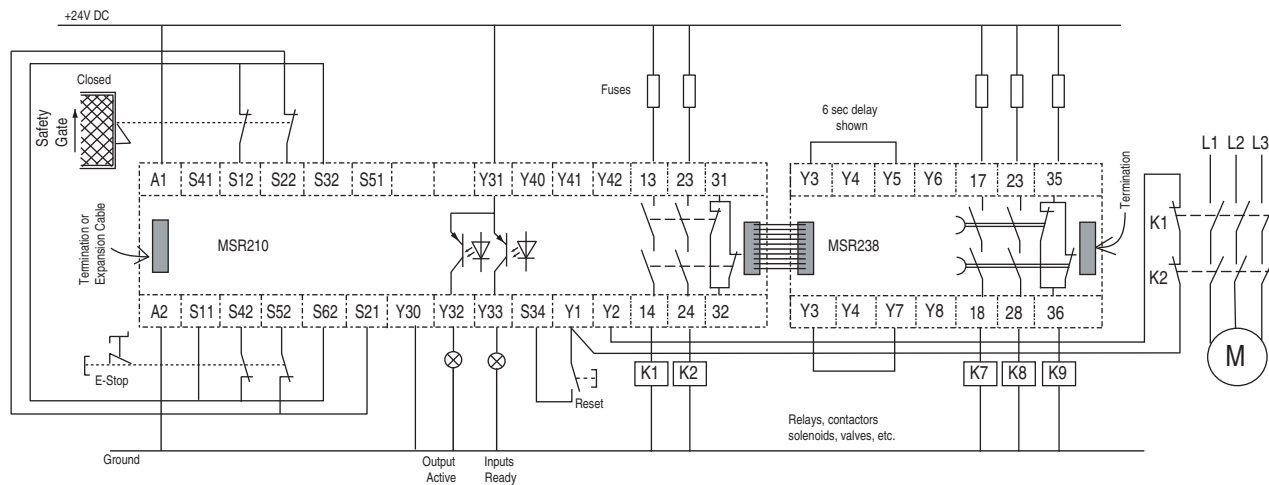 +24V DC
Closed
Safety
Gate
Fuses
6 sec delay
shown
L1 L2 L3
A1 S41 S12 S22 S32 S51 Y31 Y40 Y41 Y42 13 23 31
Y3 Y4 Y5 Y6 17 23 35
Termination
Termination or
Expansion Cable
MSR210
MSR238
K1
K2
A2 S11 S42 S52 S62 S21 Y30 Y32 Y33 S34 Y1 Y2 14 24 32
Y3 Y4 Y7 Y8 18 28 36
E-Stop
Reset
K1 K2
K7 K8 K9
M
Relays, contactors
solenoids, valves, etc.
Ground
Output
Active
Inputs
Ready